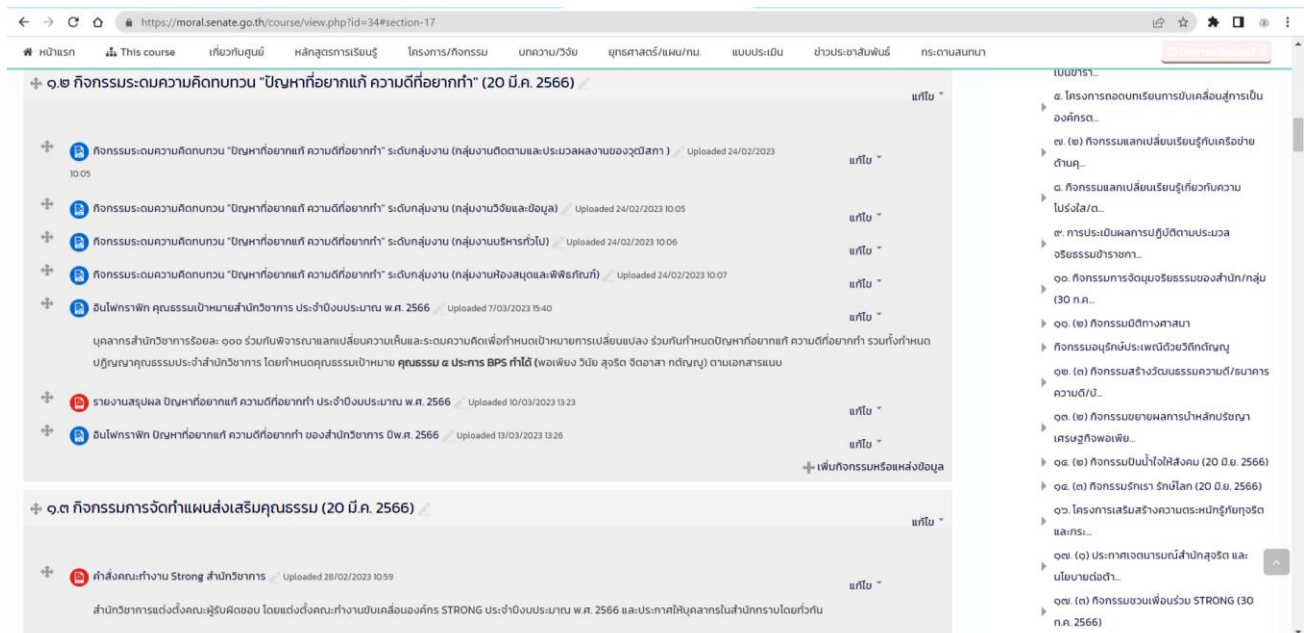 https://moral.senate.go.th/course/view.php?id=34#section-17
หน้าแรก This course เกี่ยวกับศูนย์ หลักสูตรการเรียนรู้ โครงการ/กิจกรรม บทความ/วิจัย ยุทธศาสตร์/แผน/กม. แบบประเมิน ข่าวประชาสัมพันธ์ กระดานสนทนา
๑.๒ กิจกรรมระดมความคิดทบทวน "ปัญหาที่อยากแก้ ความดีที่อยากทำ" (20 มี.ค. 2566)
แก้ไข
กิจกรรมระดมความคิดทบทวน "ปัญหาที่อยากแก้ ความดีที่อยากทำ" ระดับกลุ่มงาน (กลุ่มงานติดตามและประมวลผลงานของวุฒิสภา ) Uploaded 24/02/2023
10:05
แก้ไข
กิจกรรมระดมความคิดทบทวน "ปัญหาที่อยากแก้ ความดีที่อยากทำ" ระดับกลุ่มงาน (กลุ่มงานวิจัยและข้อมูล) Uploaded 24/02/2023 10:05
แก้ไข
กิจกรรมระดมความคิดทบทวน "ปัญหาที่อยากแก้ ความดีที่อยากทำ" ระดับกลุ่มงาน (กลุ่มงานบริหารทั่วไป) Uploaded 24/02/2023 10:06
แก้ไข
กิจกรรมระดมความคิดทบทวน "ปัญหาที่อยากแก้ ความดีที่อยากทำ" ระดับกลุ่มงาน (กลุ่มงานห้องสมุดและพิพิธภัณฑ์) Uploaded 24/02/2023 10:07
แก้ไข
อินโฟกราฟิก คุณธรรมเป้าหมายสำนักวิชาการ ประจำปีงบประมาณ พ.ศ. 2566 Uploaded 7/03/2023 15:40
แก้ไข
บุคลากรสำนักวิชาการร้อยละ ๑๐๐ ร่วมกันพิจารณาแลกเปลี่ยนความเห็นและระดมความคิดเพื่อกำหนดเป้าหมายการเปลี่ยนแปลง ร่วมกันกำหนดปัญหาที่อยากแก้ ความดีที่อยากทำ รวมทั้งกำหนด
ปฏิญญาคุณธรรมประจำสำนักวิชาการ โดยกำหนดคุณธรรมเป้าหมาย คุณธรรม ๕ ประการ BPS ทำได้ (พอเพียง วินัย สุจริต จิตอาสา กตัญญู) ตามเอกสารแนบ
รายงานสรุปผล ปัญหาที่อยากแก้ ความดีที่อยากทำ ประจำปีงบประมาณ พ.ศ. 2566 Uploaded 10/03/2023 13:23
แก้ไข
อินโฟกราฟิก ปัญหาที่อยากแก้ ความดีที่อยากทำ ของสำนักวิชาการ ปีพ.ศ. 2566 Uploaded 13/03/2023 13:26
แก้ไข
เพิ่มกิจกรรมหรือแหล่งข้อมูล
๑.๓ กิจกรรมการจัดทำแผนส่งเสริมคุณธรรม (20 มี.ค. 2566)
แก้ไข
คำสั่งคณะทำงาน Strong สำนักวิชาการ Uploaded 28/02/2023 10:59
แก้ไข
สำนักวิชาการแต่งตั้งคณะผู้รับผิดชอบ โดยแต่งตั้งคณะทำงานขับเคลื่อนองค์กร STRONG ประจำปีงบประมาณ พ.ศ. 2566 และประกาศให้บุคลากรในสำนักทราบโดยทั่วกัน
เป็นข้ารา...
๕. โครงการถอดบทเรียนการขับเคลื่อนสู่การเป็น
องค์กรต...
๗. (๒) กิจกรรมแลกเปลี่ยนเรียนรู้กับเครือข่าย
ด้านคุ...
๘. กิจกรรมแลกเปลี่ยนเรียนรู้เกี่ยวกับความ
โปร่งใส/ต...
๙. การประเมินผลการปฏิบัติตามประมวล
จริยธรรมข้าราชกา...
๑๐. กิจกรรมการจัดมุมจริยธรรมของสำนัก/กลุ่ม
(30 ก.ค...
๑๑. (๒) กิจกรรมมิติทางศาสนา
กิจกรรมอนุรักษ์ประเพณีด้วยวิถีกตัญญู
๑๒. (๓) กิจกรรมสร้างวัฒนธรรมความดี/ธนาคาร
ความดี/บั...
๑๓. (๒) กิจกรรมขยายผลการนำหลักปรัชญา
เศรษฐกิจพอเพีย...
๑๔. (๒) กิจกรรมปันน้ำใจให้สังคม (20 มิ.ย. 2566)
๑๔. (๓) กิจกรรมรักเรา รักษ์โลก (20 มิ.ย. 2566)
๑๖. โครงการเสริมสร้างความตระหนักรู้ภัยทุจริต
และกระ...
๑๗. (๑) ประกาศเจตนารมณ์สำนักสุจริต และ
นโยบายต่อต้า...
๑๗. (๓) กิจกรรมชวนเพื่อนร่วม STRONG (30
ก.ค. 2566)